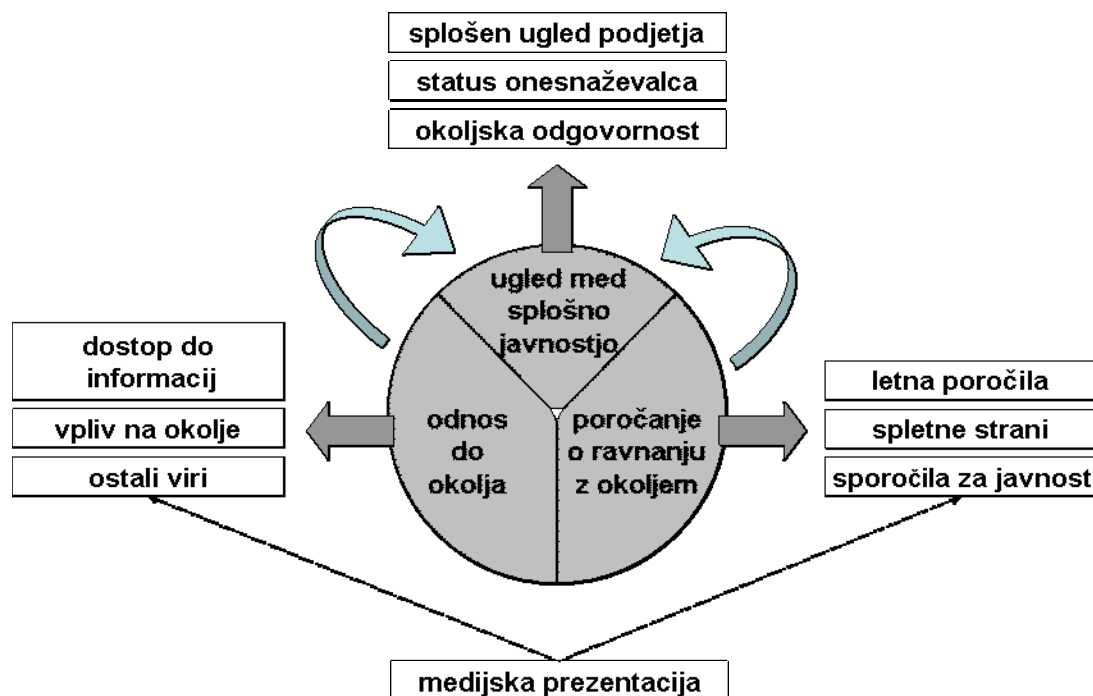 splošen ugled podjetja
status onesnaževalca
okoljska odgovornost
ugled med
splošno
javnostjo
dostop do
informacij
vpliv na okolje
ostali viri
odnos
do
okolja
poročanje
o ravnanju
z okoljem
letna poročila
spletne strani
sporočila za javnost
medijska prezentacija